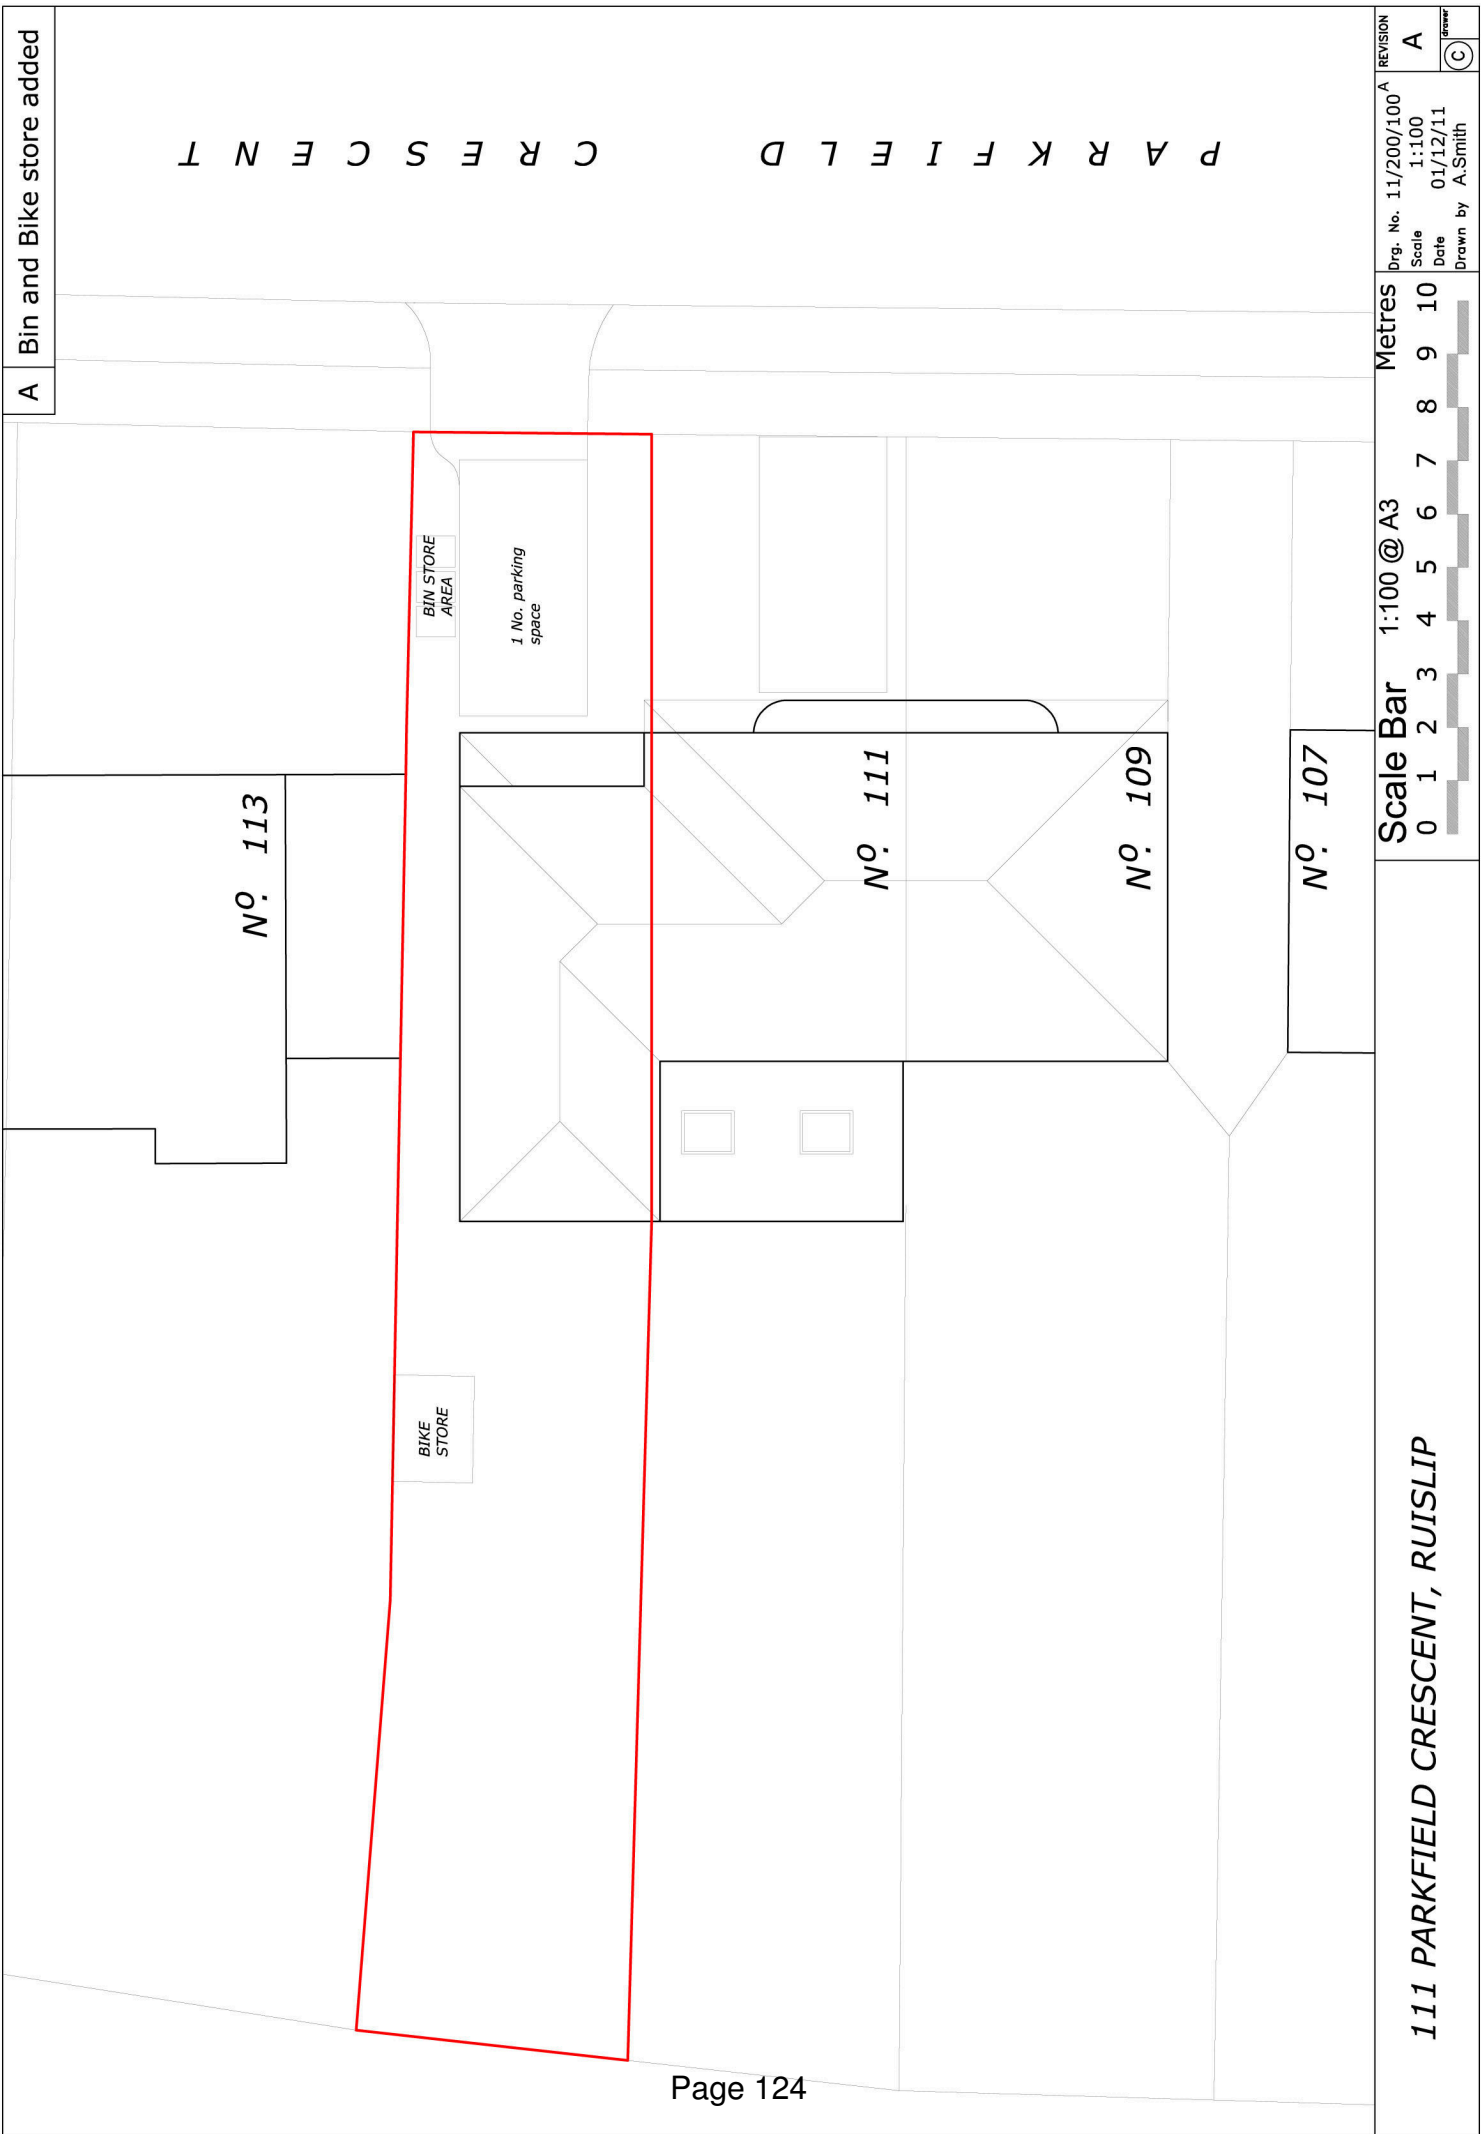 A Bin and Bike store added
PARKFIELD CRESCENT
Nº. 113
BIN STORE
AREA
1 No. parking
space
Nº. 111
Nº. 109
Nº. 107
BIKE
STORE
111 PARKFIELD CRESCENT, RUISLIP
Scale Bar 1:100 @ A3 Metres
0 1 2 3 4 5 6 7 8 9 10
Drg. No. 11/200/100 A
Scale 1:100
Date 01/12/11
Drawn by A.Smith
REVISION
A
drawer
C
Page 124